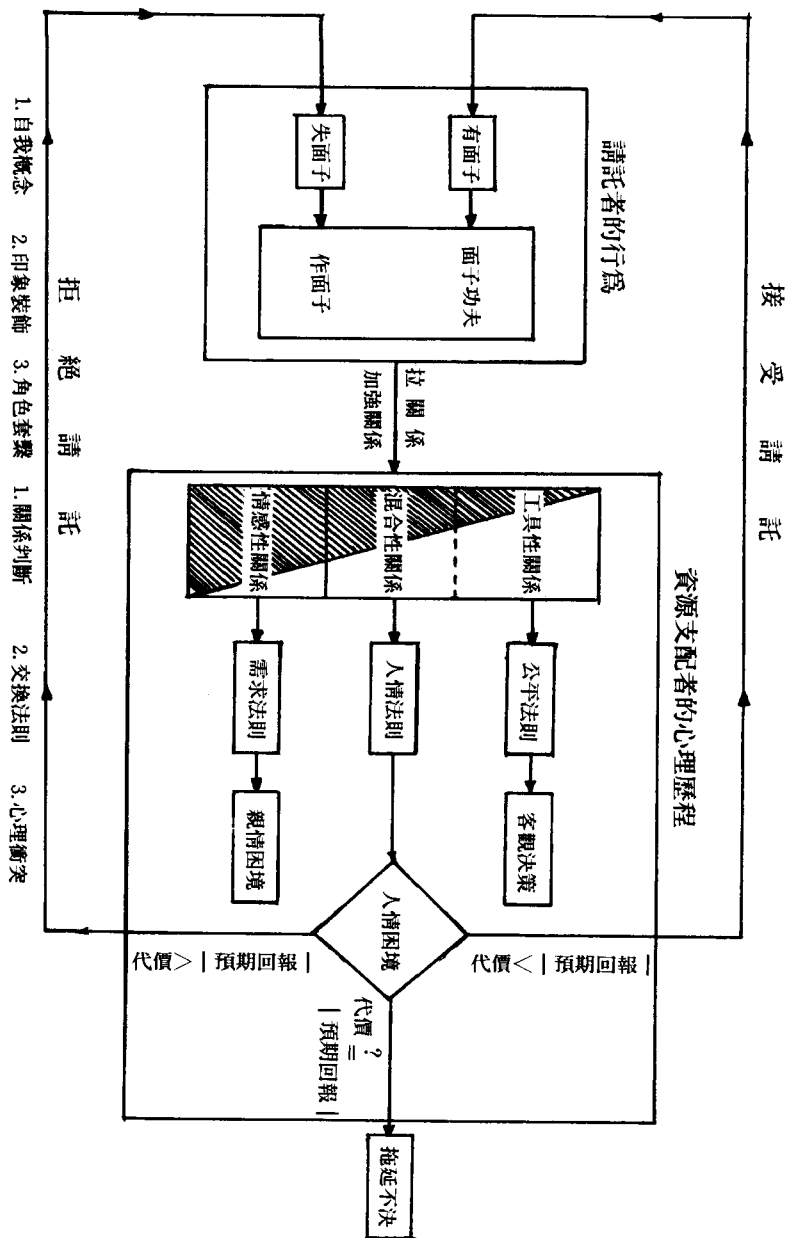 接受請託
請託者的行為
有面子
失面子
面子功夫
作面子
拉關係
加強關係
資源支配者的心理歷程
工具性關係
混合性關係
情感性關係
公平法則
人情法則
需求法則
客觀決策
人情困境
親情困境
代價<|預期回報|
代價>|預期回報|
代價 ?= |預期回報|
拖延不決
拒絕請託
1.自我概念 2.印象裝飾 3.角色套繫 1.關係判斷 2.交換法則 3.心理衝突